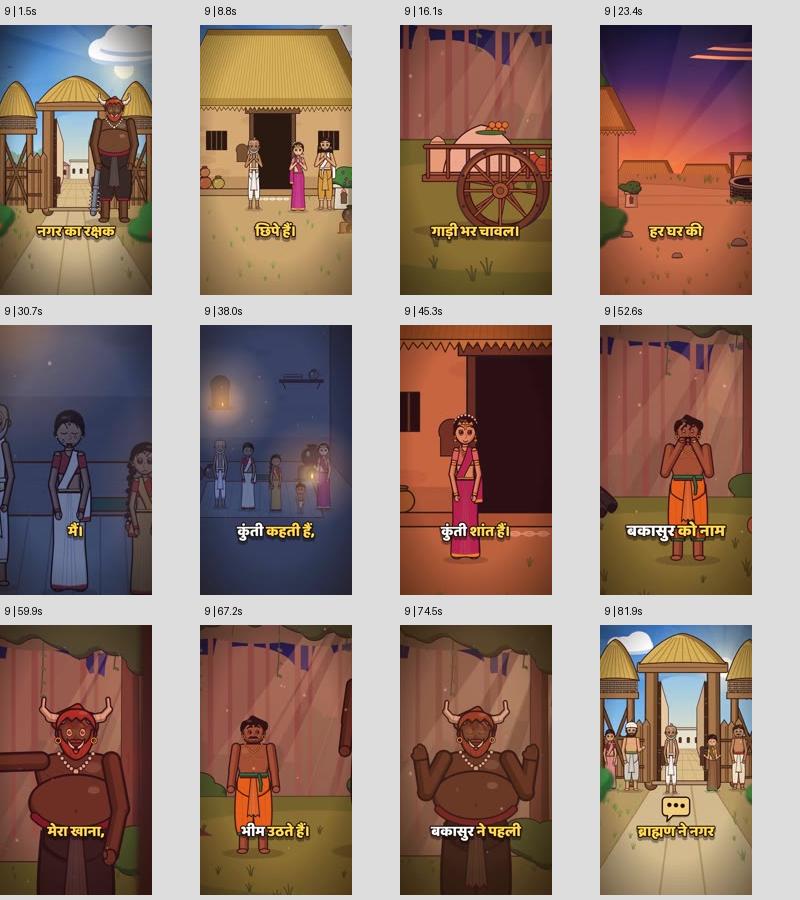 9 | 1.5s
9 | 8.8s
9 | 16.1s
9 | 23.4s
नगर का रक्षक
छिपे हैं।
गाड़ी भर चावल।
हर घर की
9 | 30.7s
9 | 38.0s
9 | 45.3s
9 | 52.6s
मैं।
कुंती कहती हैं,
कुंती शांत हैं।
बकासुर को नाम
9 | 59.9s
9 | 67.2s
9 | 74.5s
9 | 81.9s
मेरा खाना,
भीम उठते हैं।
बकासुर ने पहली
ब्राह्मण ने नगर